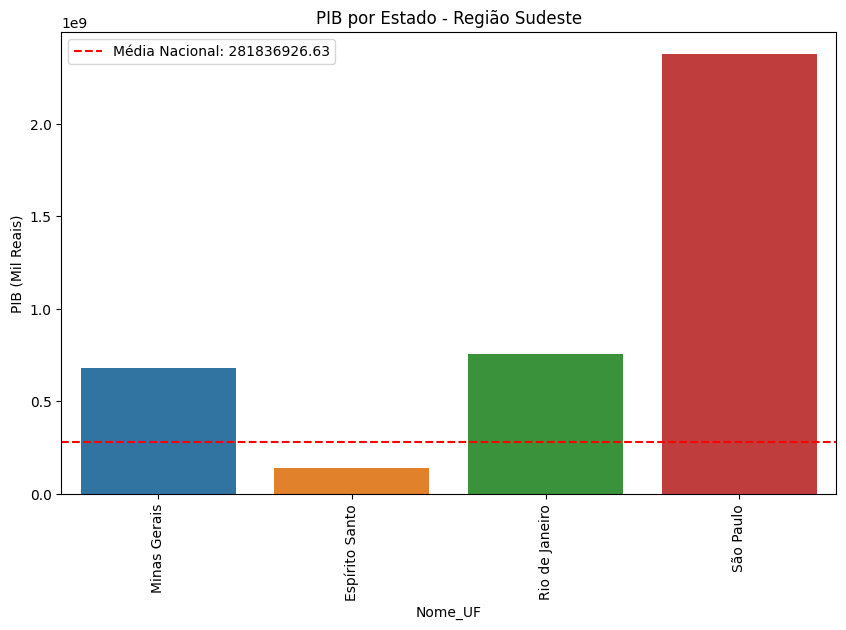 PIB por Estado - Região Sudeste
1e9
Média Nacional: 281836926.63
PIB (Mil Reais)
2.0
1.5
1.0
0.5
0.0
Minas Gerais
Espírito Santo
Rio de Janeiro
São Paulo
Nome_UF